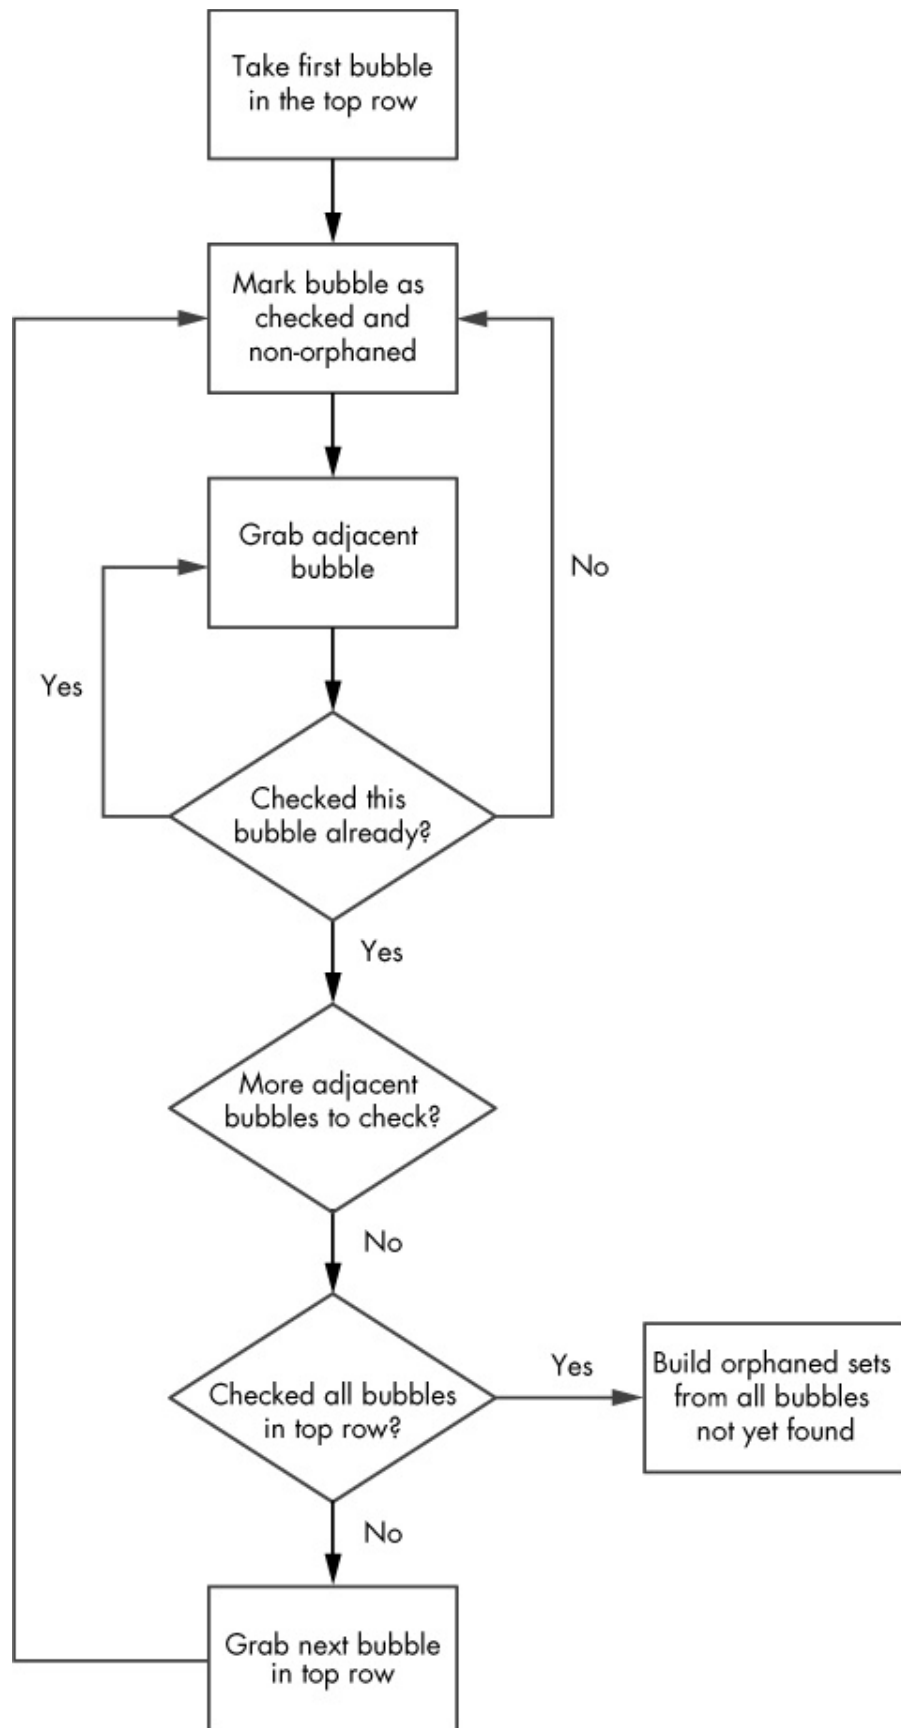 Take first bubble
in the top row
Mark bubble as
checked and
non-orphaned
Grab adjacent
bubble
No
Yes
Checked this
bubble already?
Yes
More adjacent
bubbles to check?
No
Checked all bubbles
in top row?
Yes
Build orphaned sets
from all bubbles
not yet found
No
Grab next bubble
in top row